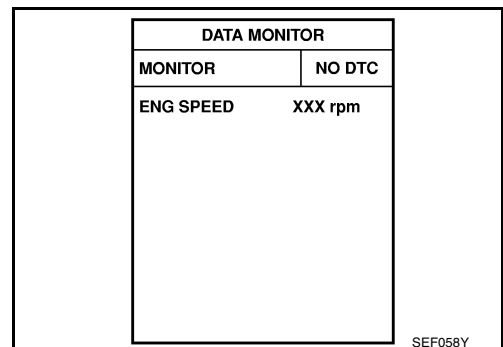 DATA MONITOR
MONITOR NO DTC
ENG SPEED XXX rpm
SEF058Y